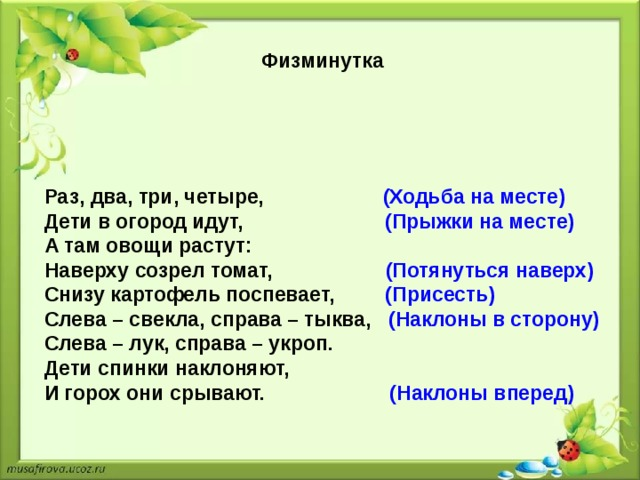 Физминутка
Раз, два, три, четыре, (Ходьба на месте)
Дети в огород идут, (Прыжки на месте)
А там овощи растут:
Наверху созрел томат, (Потянуться наверх)
Снизу картофель поспевает, (Присесть)
Слева – свекла, справа – тыква, (Наклоны в сторону)
Слева – лук, справа – укроп.
Дети спинки наклоняют,
И горох они срывают. (Наклоны вперед)
musafirova.ucoz.ru